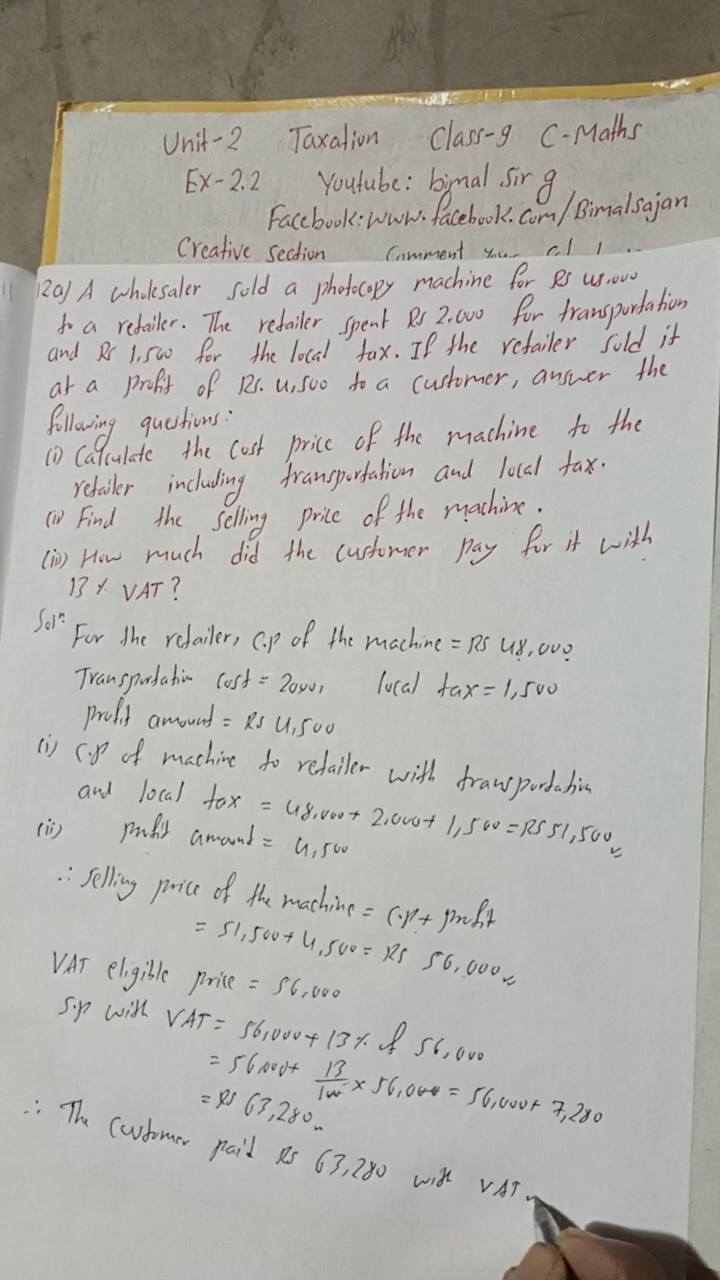 Unit-2 Taxation Class-9 C-Maths
Ex-2.2 Youtube: bimal sir g
Facebook: www.facebook.com/Bimalsajan
Creative section Comment
12a) A wholesaler sold a photocopy machine for Rs 48,000
to a retailer. The retailer spent Rs 2,000 for transportation
and Rs 1,500 for the local tax. If the retailer sold it
at a profit of Rs. 4,500 to a customer, answer the
following questions:
(i) Calculate the cost price of the machine to the
retailer including transportation and local tax.
(ii) Find the selling price of the machine.
(iii) How much did the customer pay for it with
13% VAT?
Solⁿ
For the retailer, C.P of the machine = Rs 48,000
Transportation cost = 2000, local tax = 1,500
profit amount = Rs 4,500
(i) C.P of machine to retailer with transportation
and local tax = 48,000 + 2,000 + 1,500 = Rs 51,500
(ii) profit amount = 4,500
∴ Selling price of the machine = C.P + profit
= 51,500 + 4,500 = Rs 56,000
VAT eligible price = 56,000
S.p with VAT = 56,000 + 13% of 56,000
= 56,000 + 13/100 × 56,000 = 56,000 + 7,280
= Rs 63,280
∴ The customer paid Rs 63,280 with VAT.